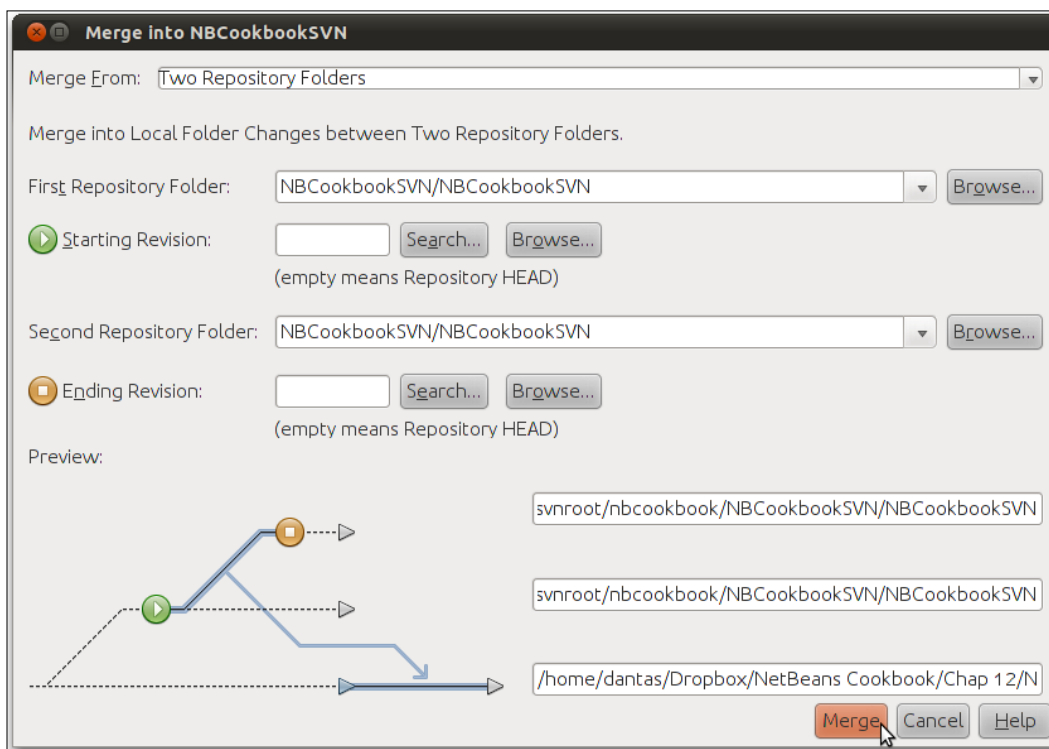 Merge into NBCookbookSVN
Merge From: Two Repository Folders
Merge into Local Folder Changes between Two Repository Folders.
First Repository Folder: NBCookbookSVN/NBCookbookSVN Browse...
Starting Revision: Search... Browse...
(empty means Repository HEAD)
Second Repository Folder: NBCookbookSVN/NBCookbookSVN Browse...
Ending Revision: Search... Browse...
(empty means Repository HEAD)
Preview:
svnroot/nbcookbook/NBCookbookSVN/NBCookbookSVN
svnroot/nbcookbook/NBCookbookSVN/NBCookbookSVN
/home/dantas/Dropbox/NetBeans Cookbook/Chap 12/N
Merge Cancel Help